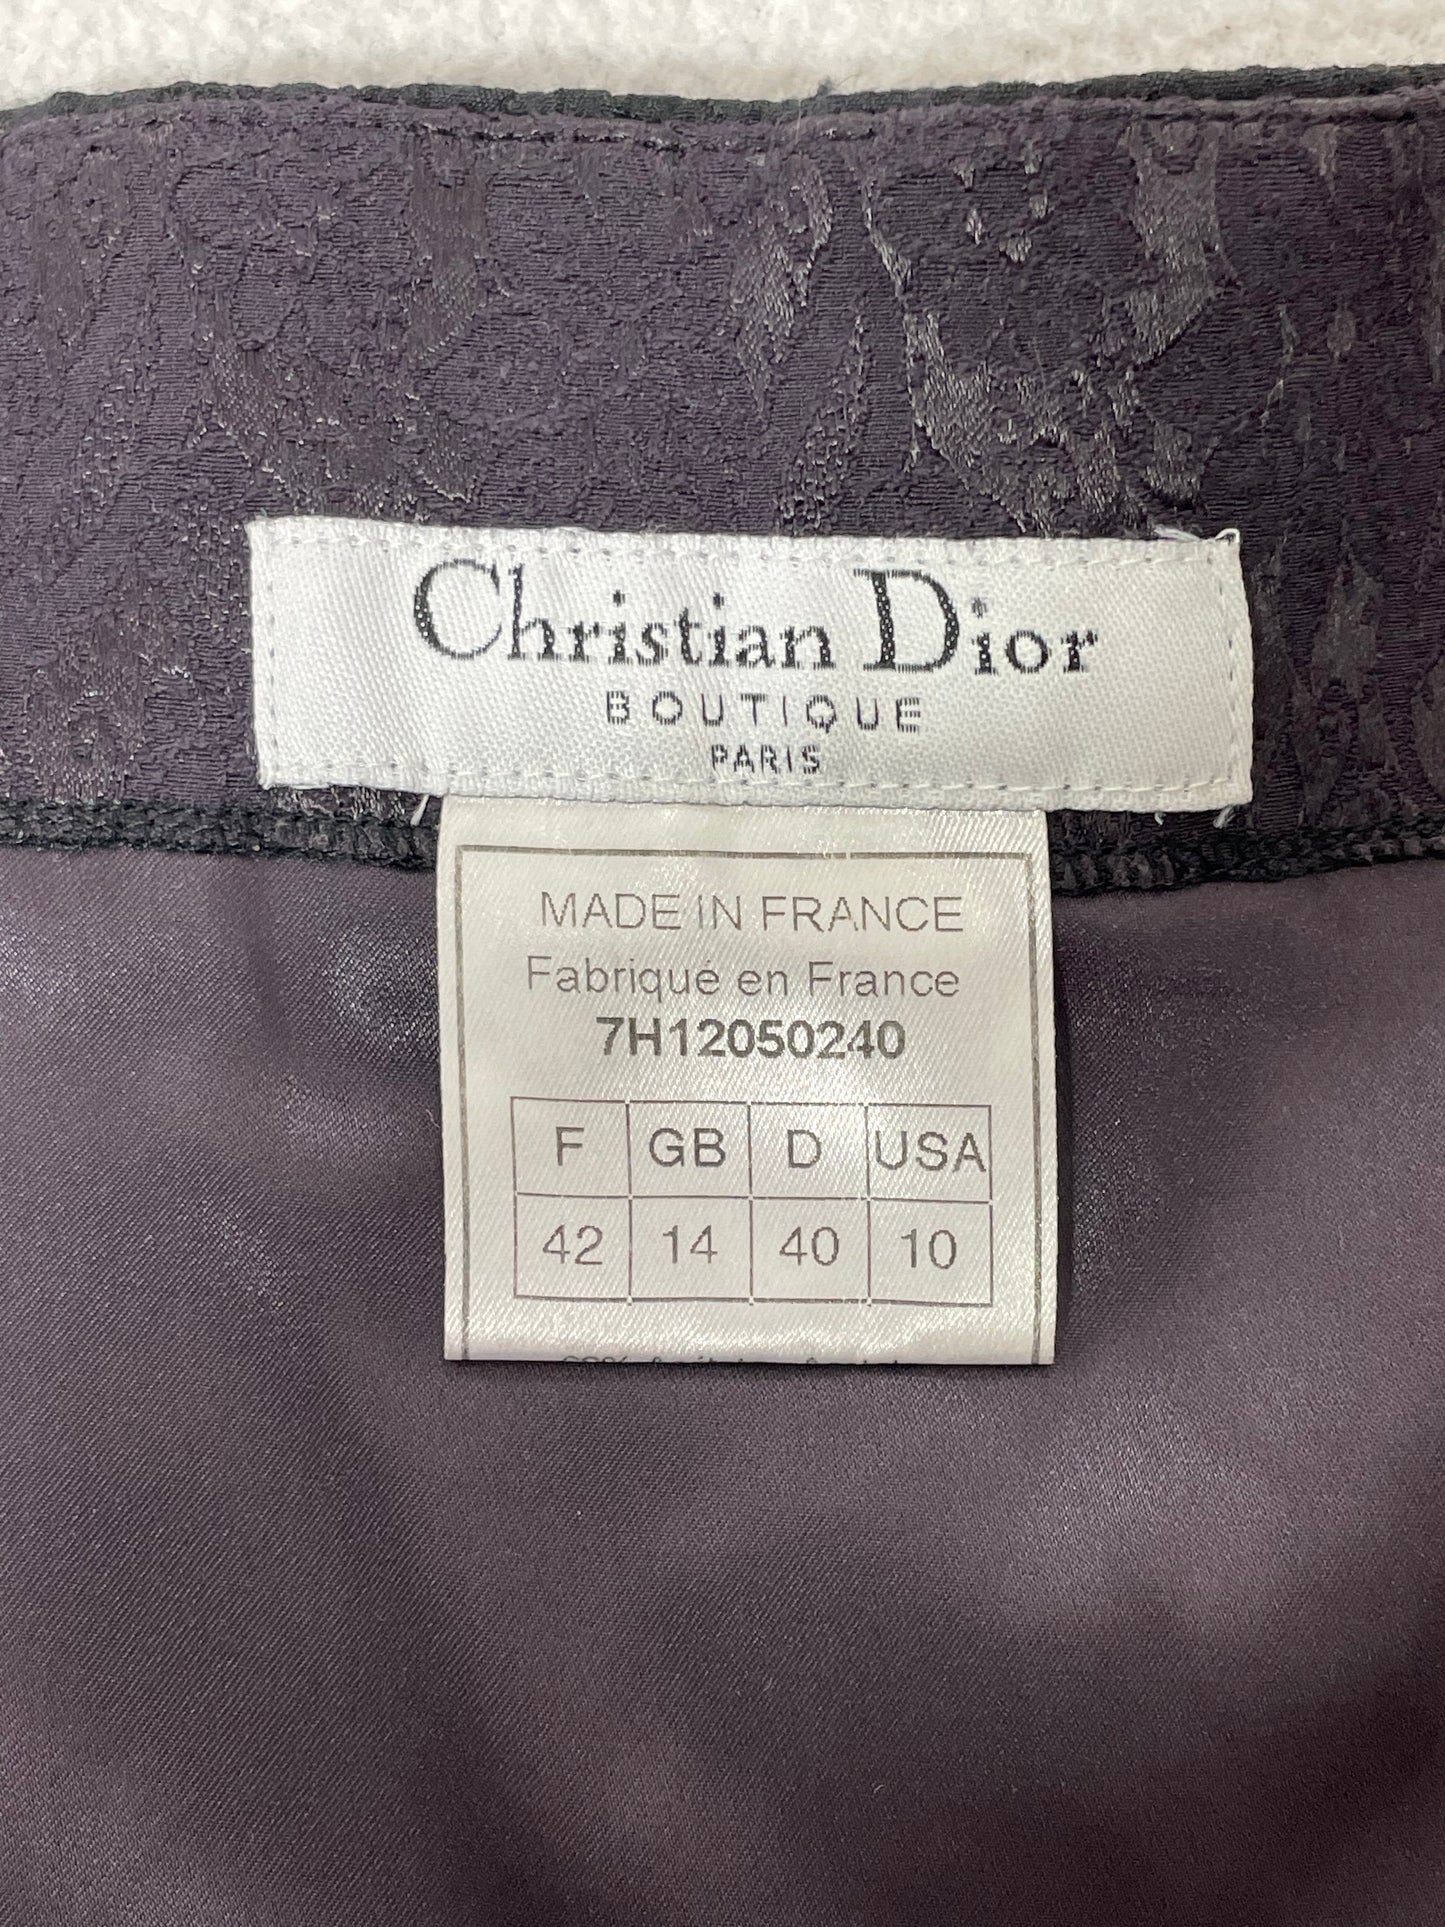 Christian Dior
BOUTIQUE
PARIS
MADE IN FRANCE
Fabriqué en France
7H12050240
F GB D USA
42 14 40 10